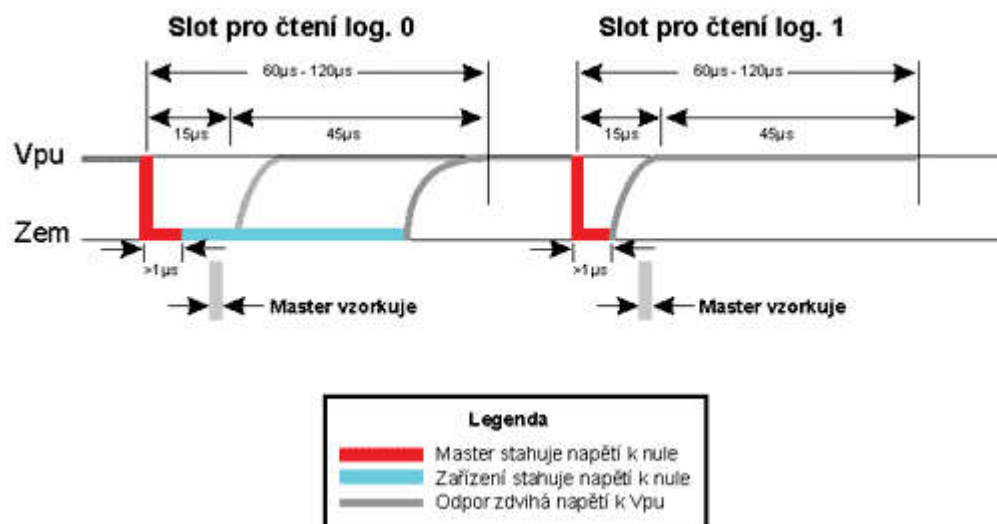 Slot pro čtení log. 0
Slot pro čtení log. 1
60µs - 120µs
60µs - 120µs
15µs
45µs
15µs
45µs
Vpu
Zem
>1µs
>1µs
Master vzorkuje
Master vzorkuje
Legenda
Master stahuje napětí k nule
Zařízení stahuje napětí k nule
Odpor zdvihá napětí k Vpu